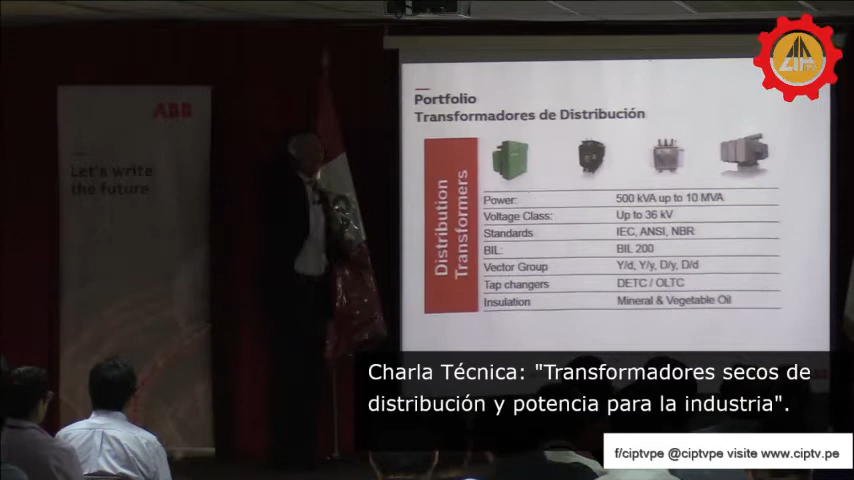 ABB
Let's write
the future
Portfolio
Transformadores de Distribución
Distribution
Transformers
Power: 500 kVA up to 10 MVA
Voltage Class: Up to 36 kV
Standards IEC, ANSI, NBR
BIL: BIL 200
Vector Group Y/d, Y/y, D/y, D/d
Tap changers DETC / OLTC
Insulation Mineral & Vegetable Oil
Charla Técnica: "Transformadores secos de
distribución y potencia para la industria".
f/ciptvpe @ciptvpe visite www.ciptv.pe